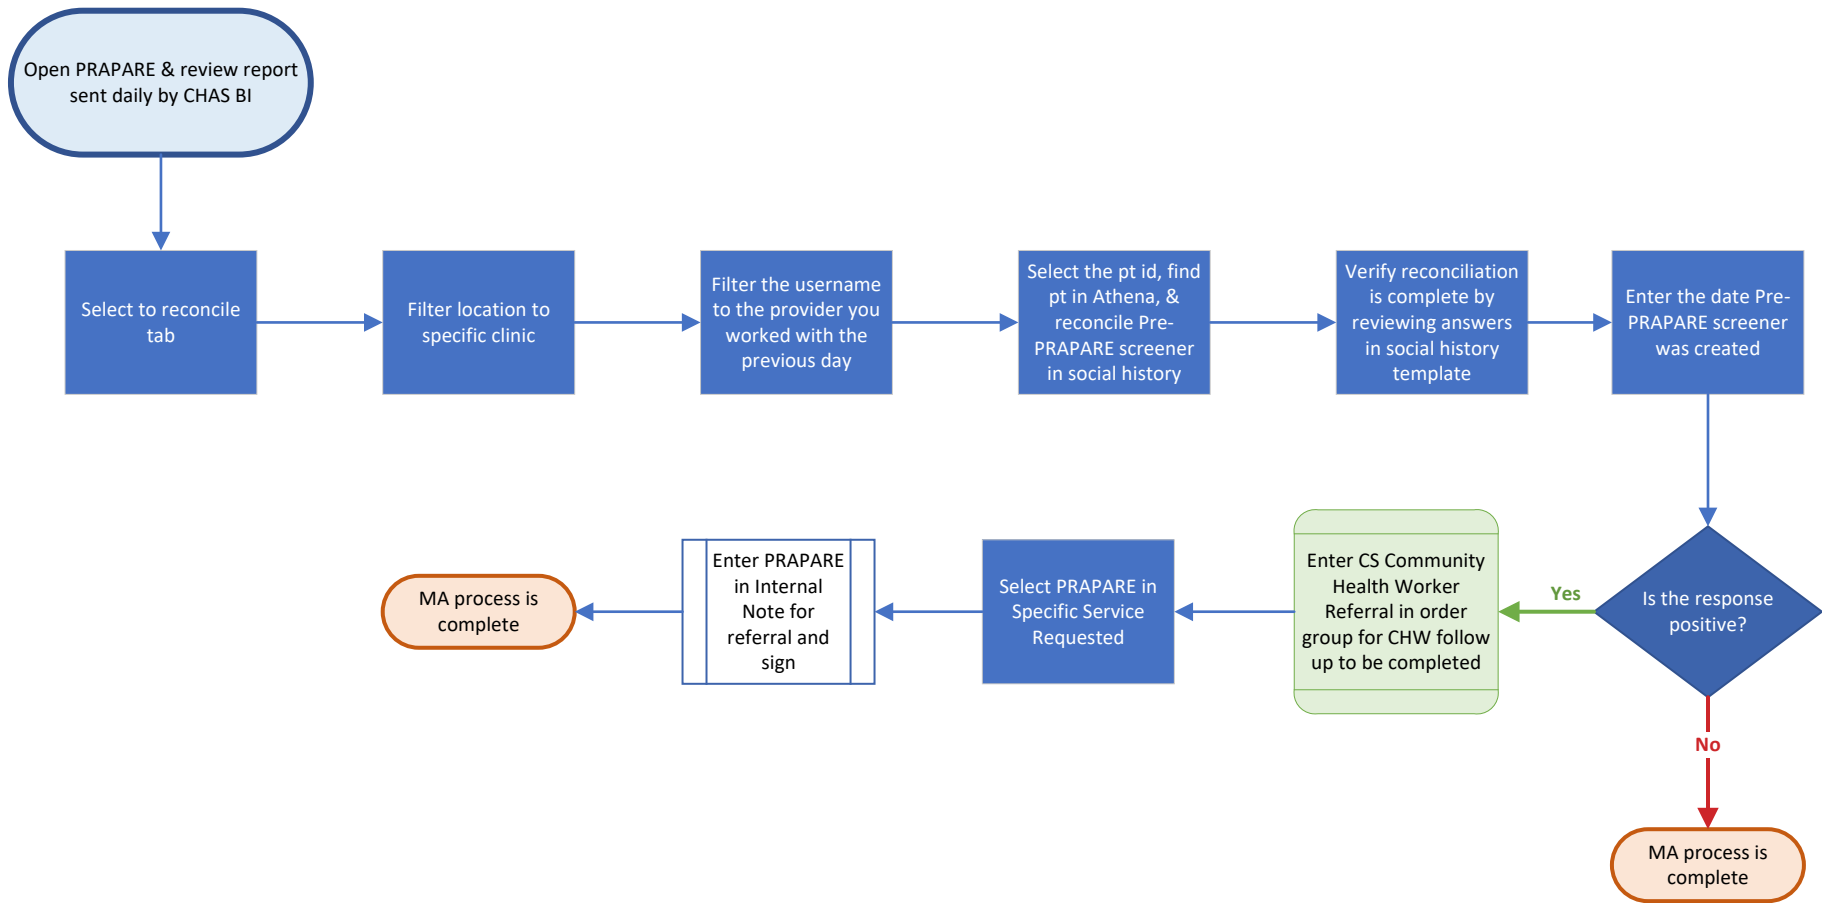 Open PRAPARE & review report
sent daily by CHAS BI
Select to reconcile
tab
Filter location to
specific clinic
Filter the username
to the provider you
worked with the
previous day
Select the pt id, find
pt in Athena, &
reconcile Pre-
PRAPARE screener
in social history
Verify reconciliation
is complete by
reviewing answers
in social history
template
Enter the date Pre-
PRAPARE screener
was created
Is the response
positive?
Yes
Enter CS Community
Health Worker
Referral in order
group for CHW follow
up to be completed
Select PRAPARE in
Specific Service
Requested
Enter PRAPARE
in Internal
Note for
referral and
sign
MA process is
complete
No
MA process is
complete